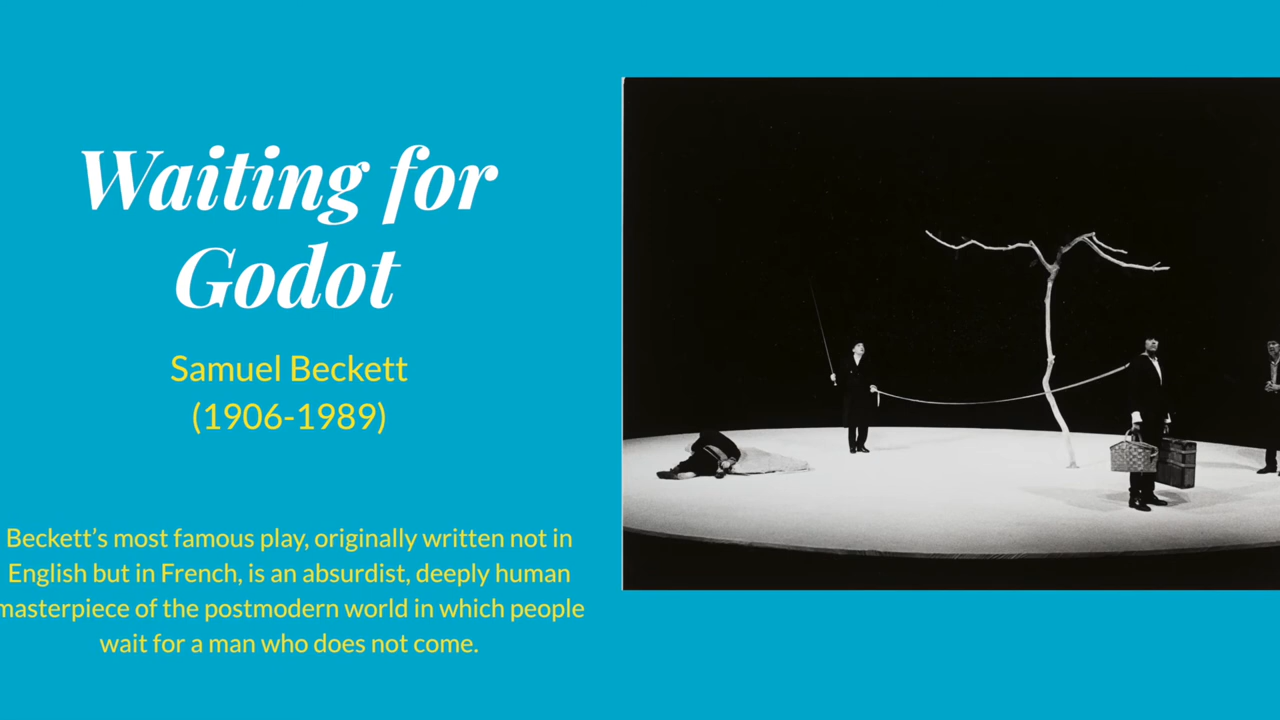 Waiting for
Godot
Samuel Beckett
(1906-1989)
Beckett’s most famous play, originally written not in
English but in French, is an absurdist, deeply human
masterpiece of the postmodern world in which people
wait for a man who does not come.